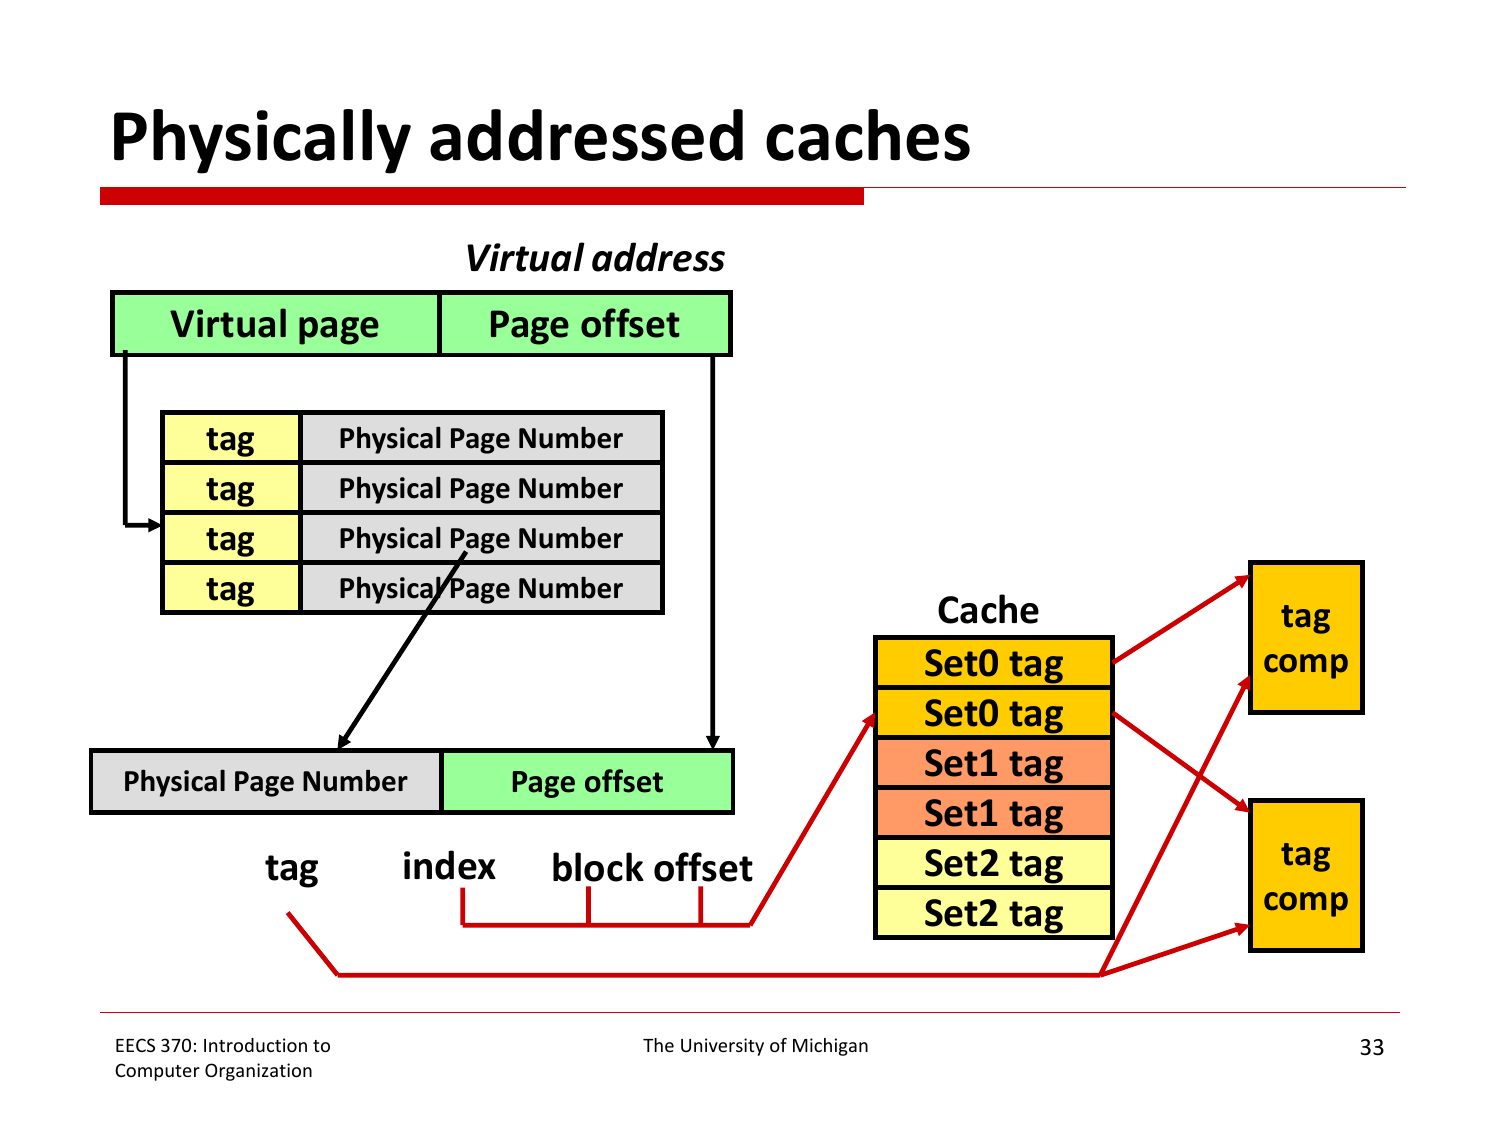 Physically addressed caches
Virtual address
Virtual page
Page offset
tag
Physical Page Number
tag
Physical Page Number
tag
Physical Page Number
tag
Physical Page Number
Physical Page Number
Page offset
tag
index
block offset
Cache
Set0 tag
Set0 tag
Set1 tag
Set1 tag
Set2 tag
Set2 tag
tag
comp
tag
comp
EECS 370: Introduction to
Computer Organization
The University of Michigan
33